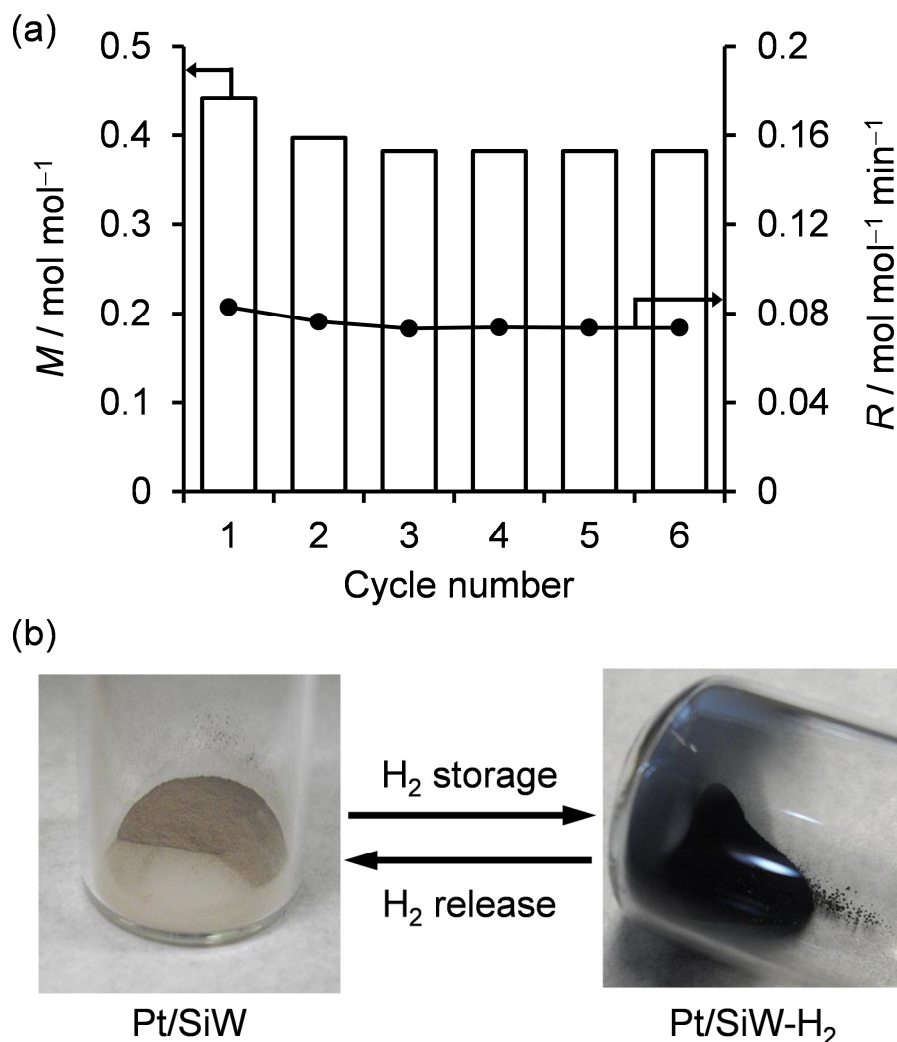 (a)
0.5
0.4
0.3
0.2
0.1
0
M / mol mol⁻¹
0.2
0.16
0.12
0.08
0.04
0
R / mol mol⁻¹ min⁻¹
1 2 3 4 5 6
Cycle number
(b)
H₂ storage
H₂ release
Pt/SiW
Pt/SiW-H₂